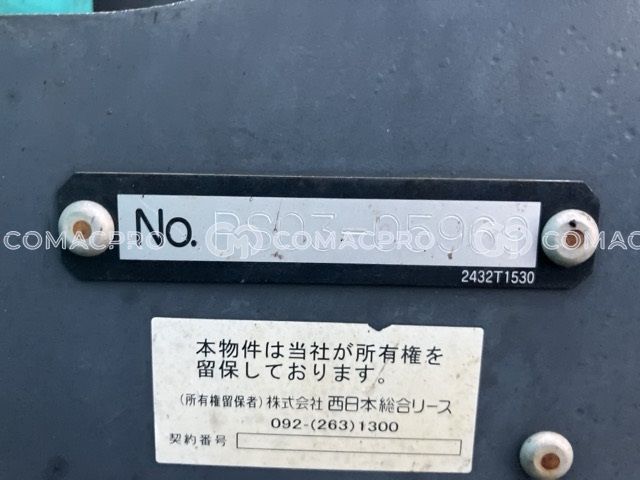 No. PS03-05969
COMACPRO COMACPRO COMAC
2432T1530
本物件は当社が所有権を
留保しております。
(所有権留保者)株式会社 西日本総合リース
092-(263)1300
契約番号